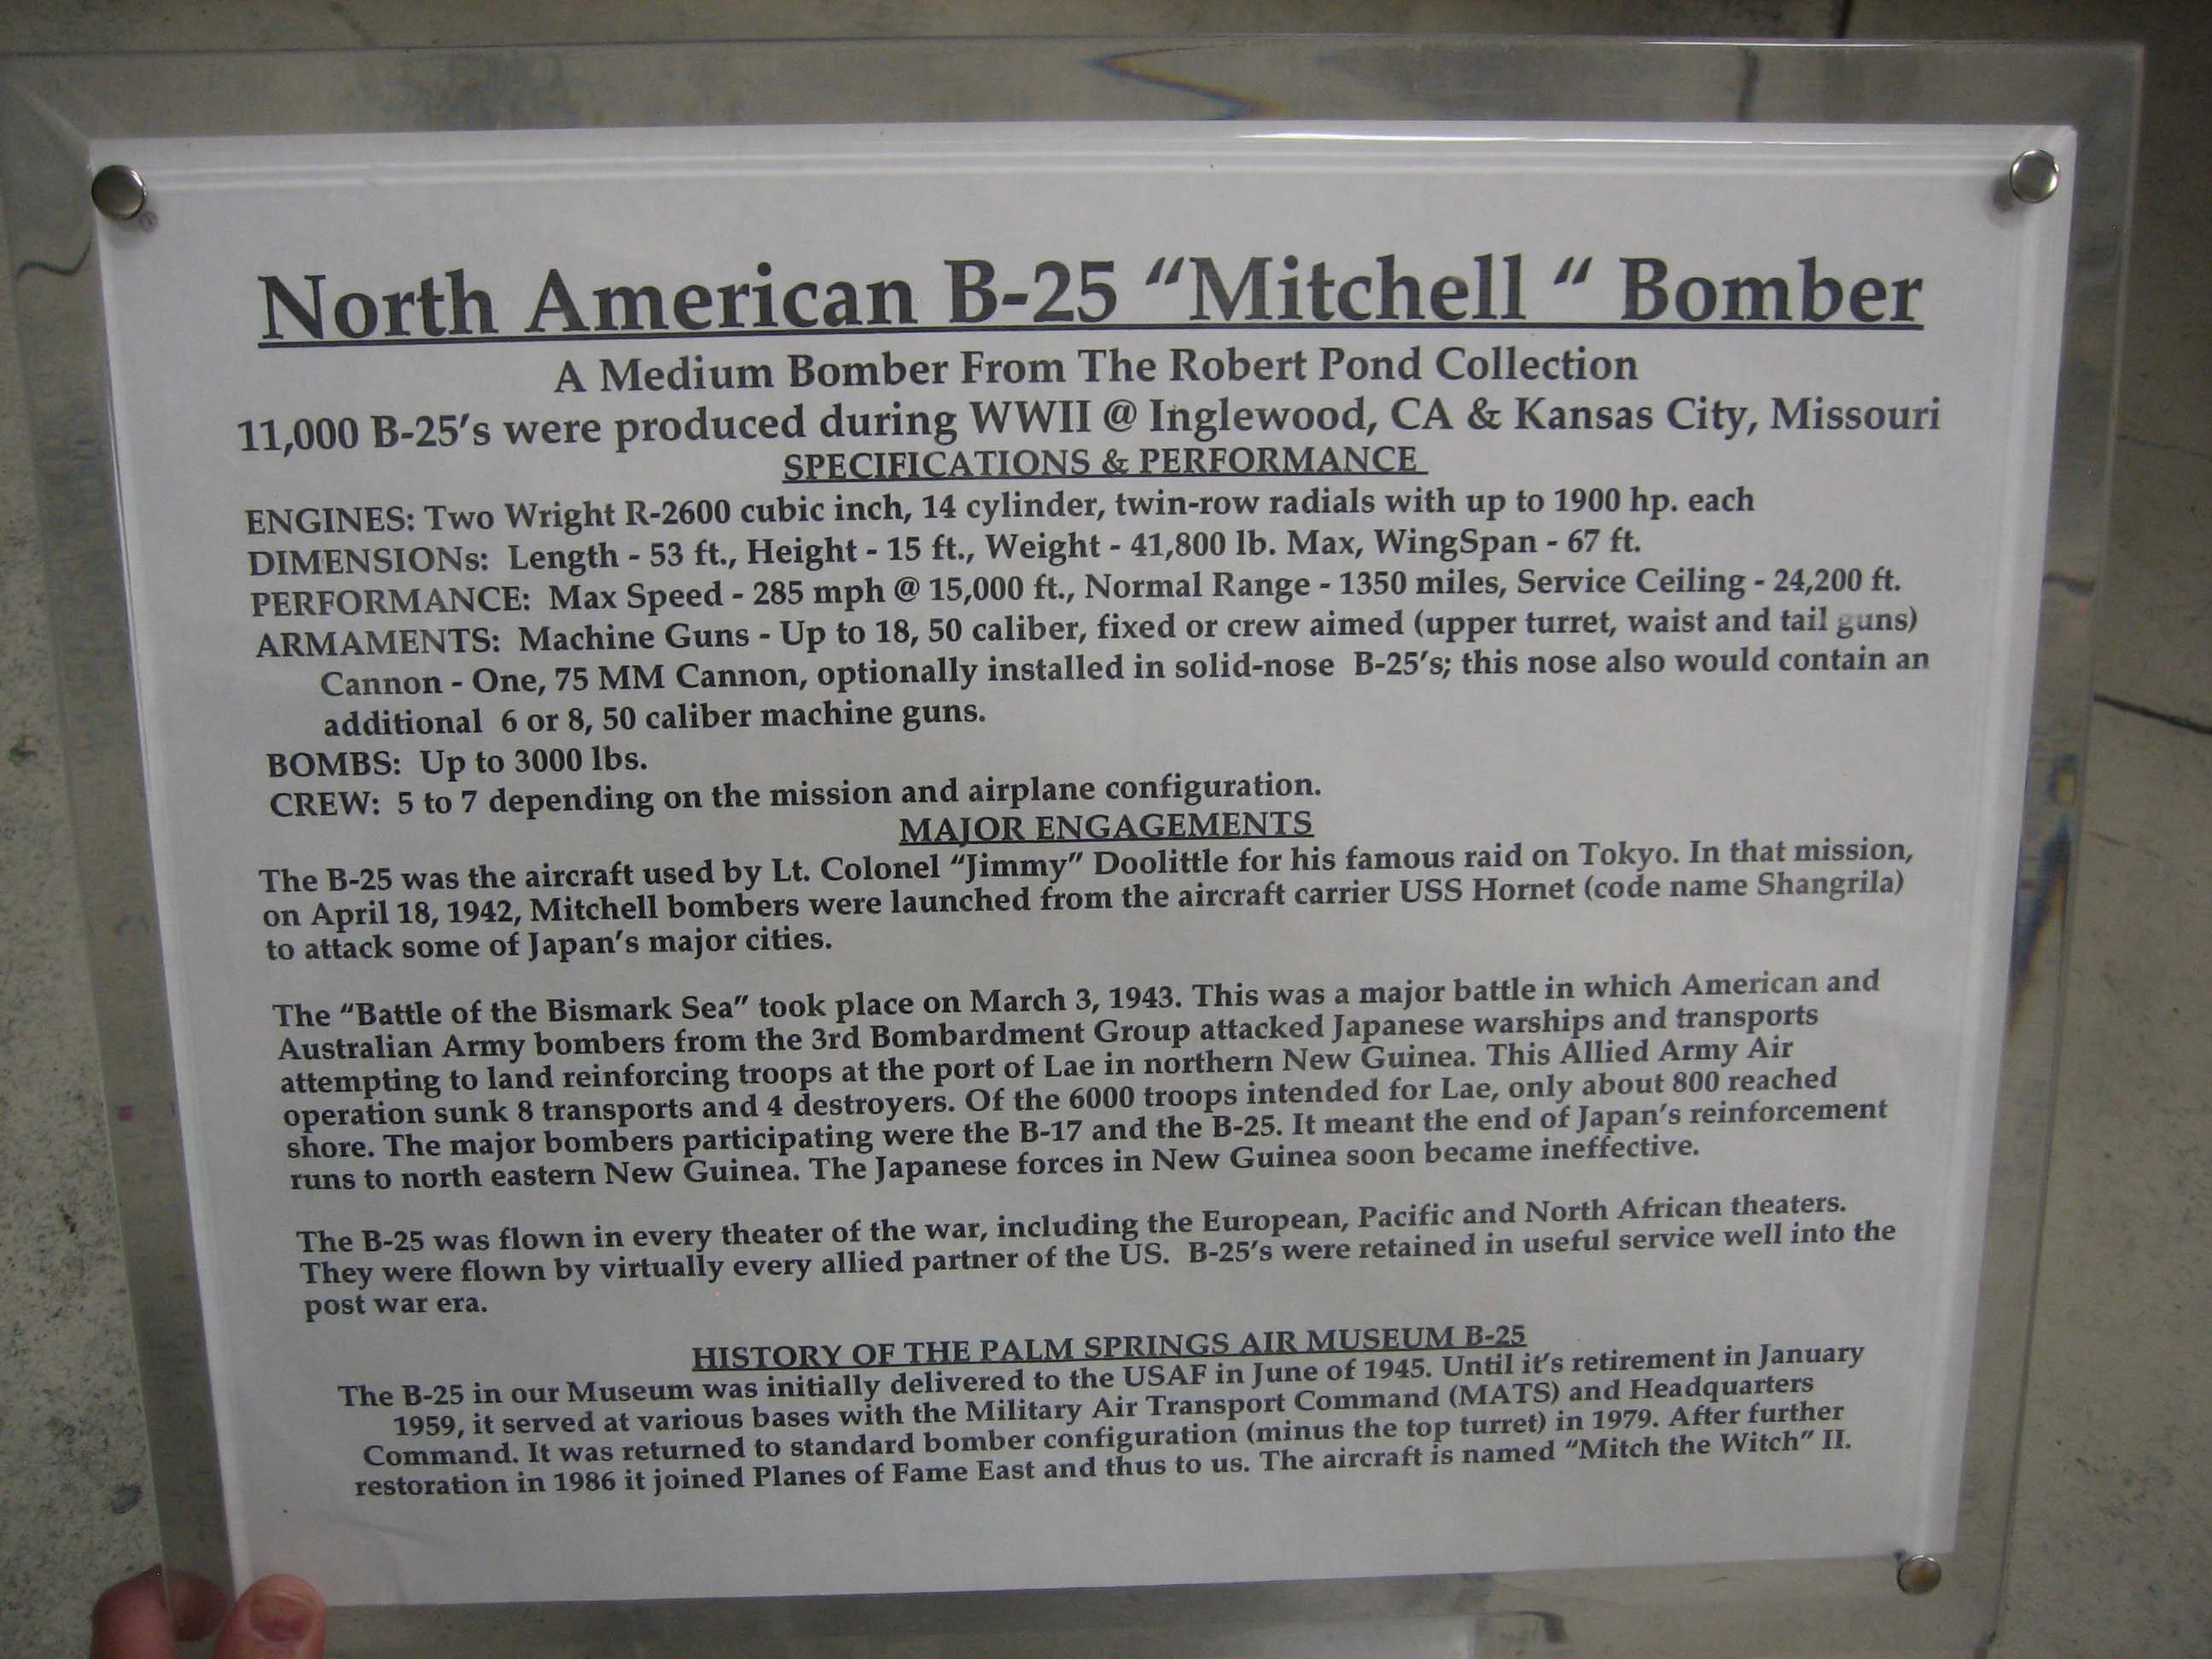 North American B-25 “Mitchell “ Bomber
A Medium Bomber From The Robert Pond Collection
11,000 B-25’s were produced during WWII @ Inglewood, CA & Kansas City, Missouri
SPECIFICATIONS & PERFORMANCE
ENGINES: Two Wright R-2600 cubic inch, 14 cylinder, twin-row radials with up to 1900 hp. each
DIMENSIONs: Length - 53 ft., Height - 15 ft., Weight - 41,800 lb. Max, WingSpan - 67 ft.
PERFORMANCE: Max Speed - 285 mph @ 15,000 ft., Normal Range - 1350 miles, Service Ceiling - 24,200 ft.
ARMAMENTS: Machine Guns - Up to 18, 50 caliber, fixed or crew aimed (upper turret, waist and tail guns)
Cannon - One, 75 MM Cannon, optionally installed in solid-nose B-25’s; this nose also would contain an
additional 6 or 8, 50 caliber machine guns.
BOMBS: Up to 3000 lbs.
CREW: 5 to 7 depending on the mission and airplane configuration.
MAJOR ENGAGEMENTS
The B-25 was the aircraft used by Lt. Colonel “Jimmy” Doolittle for his famous raid on Tokyo. In that mission,
on April 18, 1942, Mitchell bombers were launched from the aircraft carrier USS Hornet (code name Shangrila)
to attack some of Japan’s major cities.
The “Battle of the Bismark Sea” took place on March 3, 1943. This was a major battle in which American and
Australian Army bombers from the 3rd Bombardment Group attacked Japanese warships and transports
attempting to land reinforcing troops at the port of Lae in northern New Guinea. This Allied Army Air
operation sunk 8 transports and 4 destroyers. Of the 6000 troops intended for Lae, only about 800 reached
shore. The major bombers participating were the B-17 and the B-25. It meant the end of Japan’s reinforcement
runs to north eastern New Guinea. The Japanese forces in New Guinea soon became ineffective.
The B-25 was flown in every theater of the war, including the European, Pacific and North African theaters.
They were flown by virtually every allied partner of the US. B-25’s were retained in useful service well into the
post war era.
HISTORY OF THE PALM SPRINGS AIR MUSEUM B-25
The B-25 in our Museum was initially delivered to the USAF in June of 1945. Until it’s retirement in January
1959, it served at various bases with the Military Air Transport Command (MATS) and Headquarters
Command. It was returned to standard bomber configuration (minus the top turret) in 1979. After further
restoration in 1986 it joined Planes of Fame East and thus to us. The aircraft is named “Mitch the Witch” II.